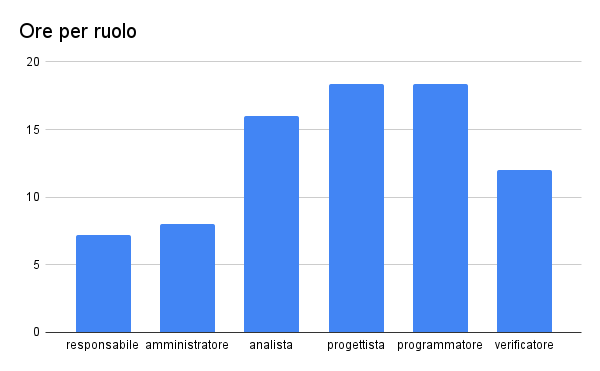 Ore per ruolo
20
15
10
5
0
responsabile amministratore analista progettista programmatore verificatore